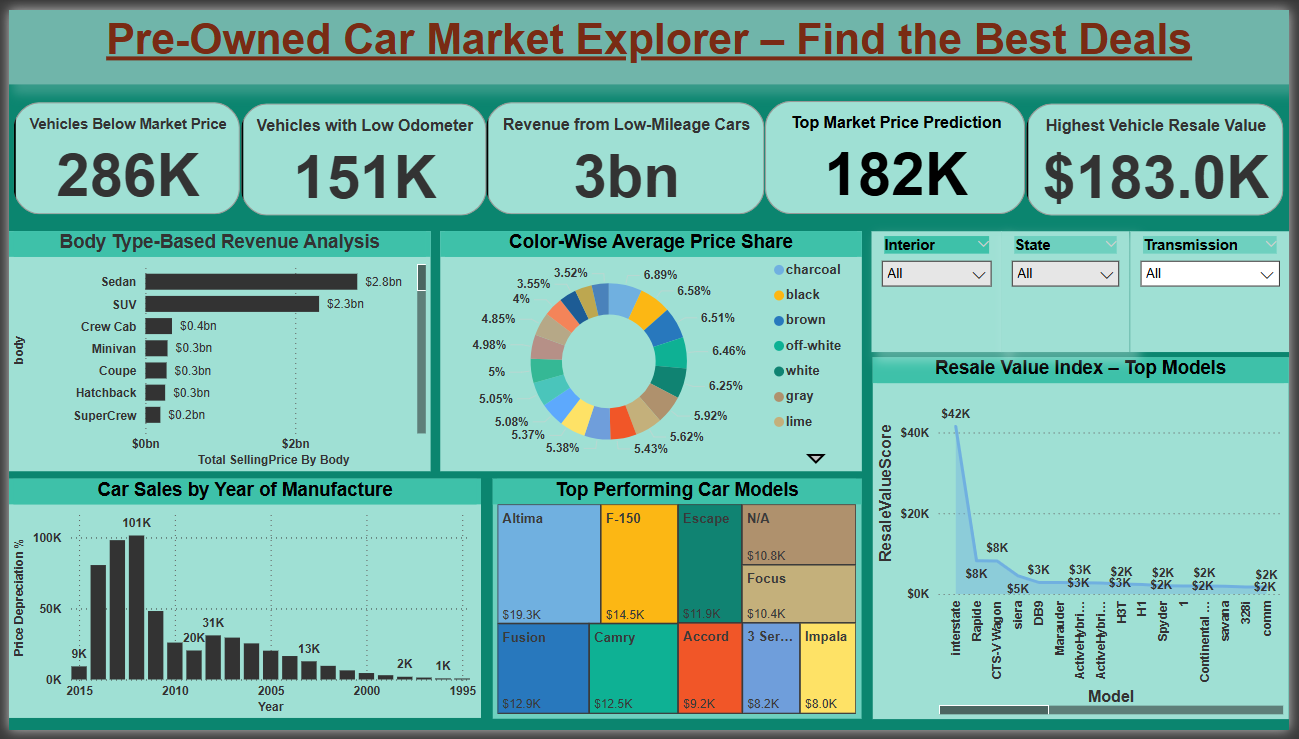 Pre-Owned Car Market Explorer – Find the Best Deals
Vehicles Below Market Price
286K
Vehicles with Low Odometer
151K
Revenue from Low-Mileage Cars
3bn
Top Market Price Prediction
182K
Highest Vehicle Resale Value
$183.0K
Body Type-Based Revenue Analysis
body
Sedan $2.8bn
SUV $2.3bn
Crew Cab $0.4bn
Minivan $0.3bn
Coupe $0.3bn
Hatchback $0.3bn
SuperCrew $0.2bn
$0bn $2bn
Total SellingPrice By Body
Color-Wise Average Price Share
6.89%
6.58%
6.51%
6.46%
6.25%
5.92%
5.62%
5.43%
5.38%
5.37%
5.08%
5.05%
5%
4.98%
4.85%
4%
3.55%
3.52%
charcoal
black
brown
off-white
white
gray
lime
Interior
All
State
All
Transmission
All
Resale Value Index – Top Models
ResaleValueScore
$40K
$20K
$0K
$42K
$8K
$8K
$5K
$3K
$3K
$3K
$2K
$3K
$2K
$2K
$2K
$2K
$2K
$2K
interstate
Rapide
CTS-V Wagon
siera
DB9
Marauder
ActiveHybri...
ActiveHybri...
H3T
H1
Spyder
1
Continental ...
savana
328i
comm
Model
Car Sales by Year of Manufacture
Price Depreciation %
100K
50K
0K
9K
101K
20K
31K
13K
2K
1K
2015 2010 2005 2000 1995
Year
Top Performing Car Models
Altima
$19.3K
F-150
$14.5K
Escape
$11.9K
N/A
$10.8K
Focus
$10.4K
Fusion
$12.9K
Camry
$12.5K
Accord
$9.2K
3 Ser...
$8.2K
Impala
$8.0K